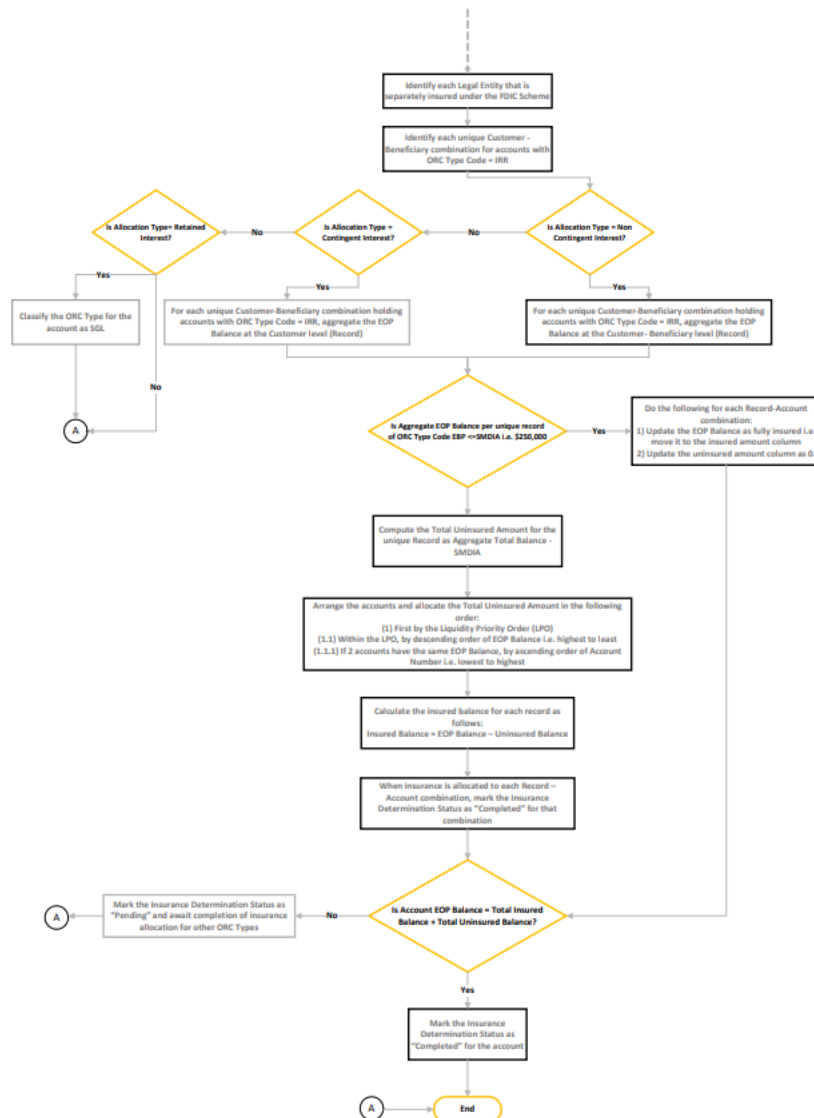 Identify each Legal Entity that is
separately insured under the FDIC Scheme
Identify each unique Customer -
Beneficiary combination for accounts with
ORC Type Code = IRR
Is Allocation Type= Retained
Interest?
No
Is Allocation Type =
Contingent Interest?
No
Is Allocation Type = Non
Contingent Interest?
Yes
Yes
Yes
Classify the ORC Type for the
account as SGL
For each unique Customer-Beneficiary combination holding
accounts with ORC Type Code = IRR, aggregate the EOP
Balance at the Customer level (Record)
For each unique Customer-Beneficiary combination holding
accounts with ORC Type Code = IRR, aggregate the EOP
Balance at the Customer- Beneficiary level (Record)
No
A
Is Aggregate EOP Balance per unique record
of ORC Type Code EBP <=SMDIA i.e. $250,000
Yes
Do the following for each Record-Account
combination:
1) Update the EOP Balance as fully insured i.e.
move it to the insured amount column
2) Update the uninsured amount column as 0.
Compute the Total Uninsured Amount for the
unique Record as Aggregate Total Balance -
SMDIA
Arrange the accounts and allocate the Total Uninsured Amount in the following
order:
(1) First by the Liquidity Priority Order (LPO)
(1.1) Within the LPO, by descending order of EOP Balance i.e. highest to least
(1.1.1) If 2 accounts have the same EOP Balance, by ascending order of Account
Number i.e. lowest to highest
Calculate the insured balance for each record as
follows:
Insured Balance = EOP Balance – Uninsured Balance
When insurance is allocated to each Record –
Account combination, mark the Insurance
Determination Status as "Completed" for that
combination
A
Mark the Insurance Determination Status as
"Pending" and await completion of insurance
allocation for other ORC Types
No
Is Account EOP Balance = Total Insured
Balance + Total Uninsured Balance?
Yes
Mark the Insurance
Determination Status as
"Completed" for the account
A
End